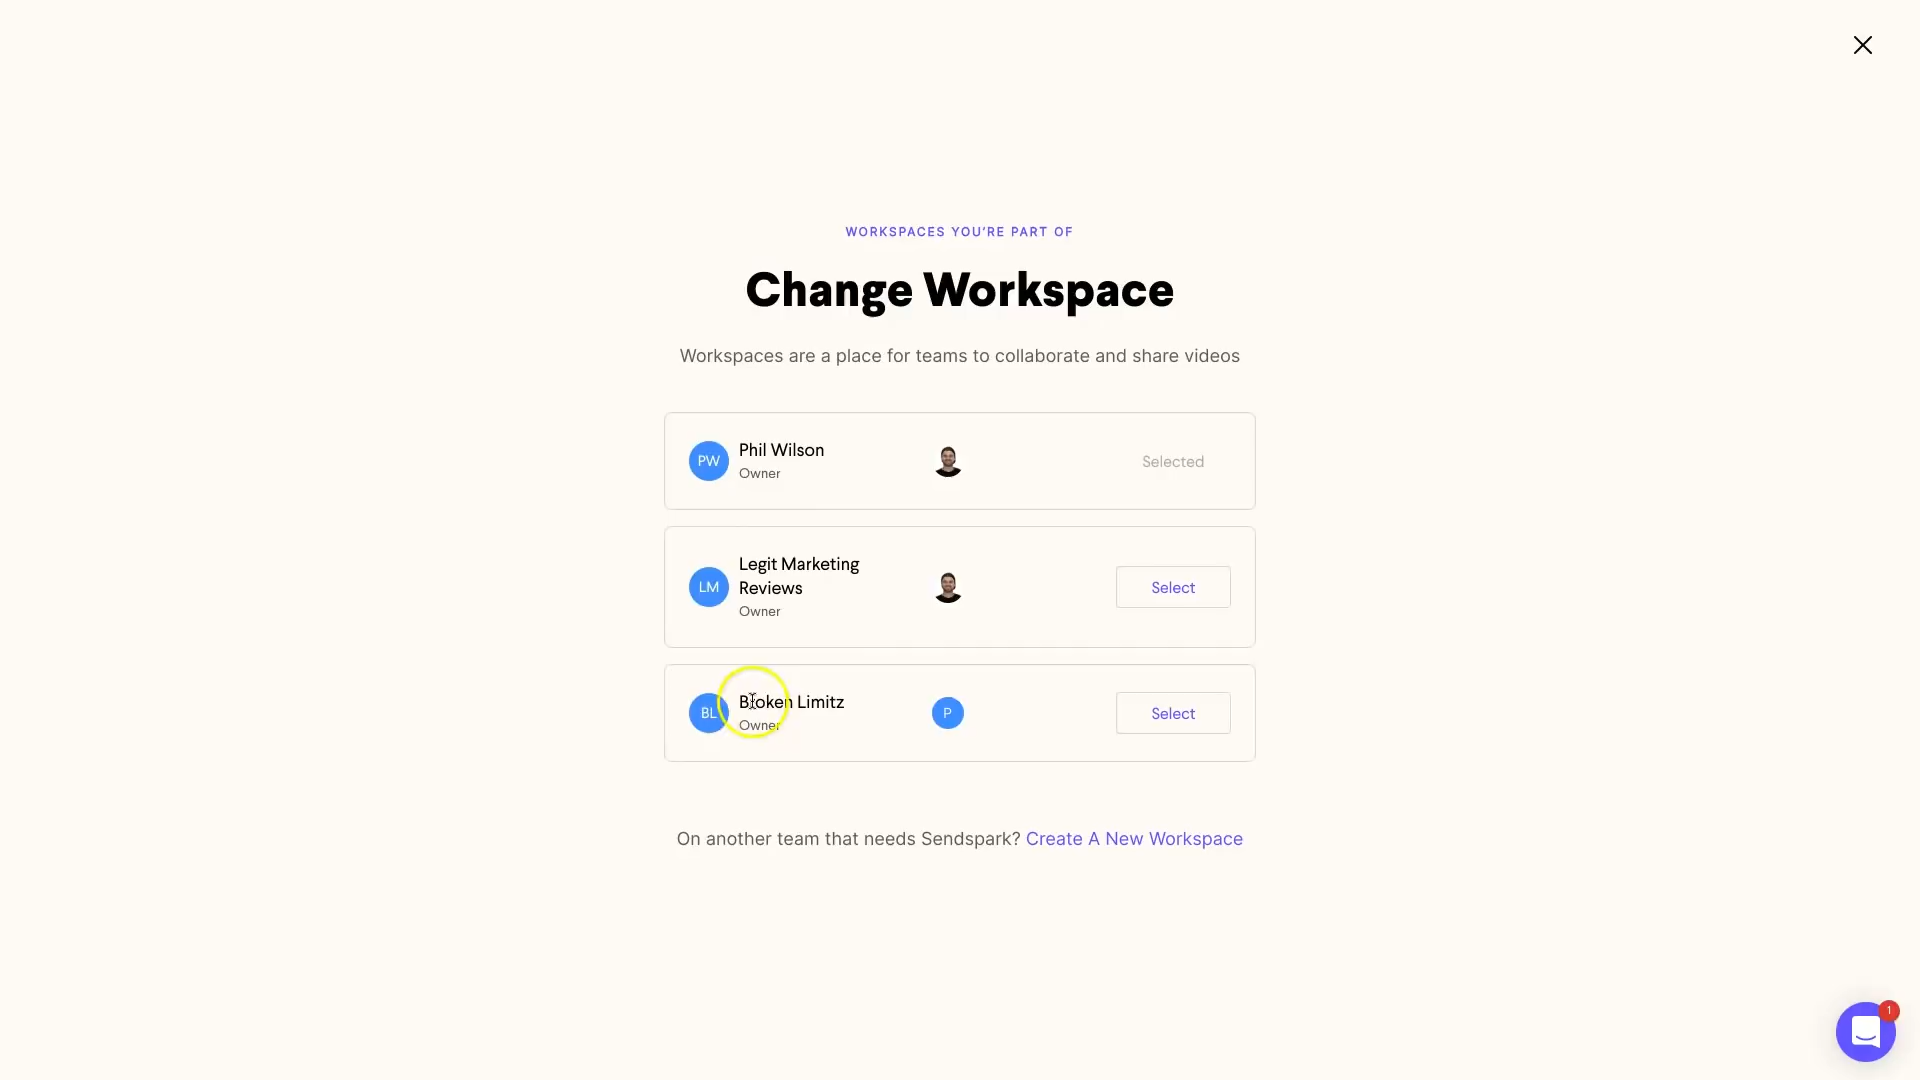 WORKSPACES YOU'RE PART OF
Change Workspace
Workspaces are a place for teams to collaborate and share videos
PW
Phil Wilson
Owner
Selected
LM
Legit Marketing
Reviews
Owner
Select
BL
Broken Limitz
Owner
P
Select
On another team that needs Sendspark? Create A New Workspace
1